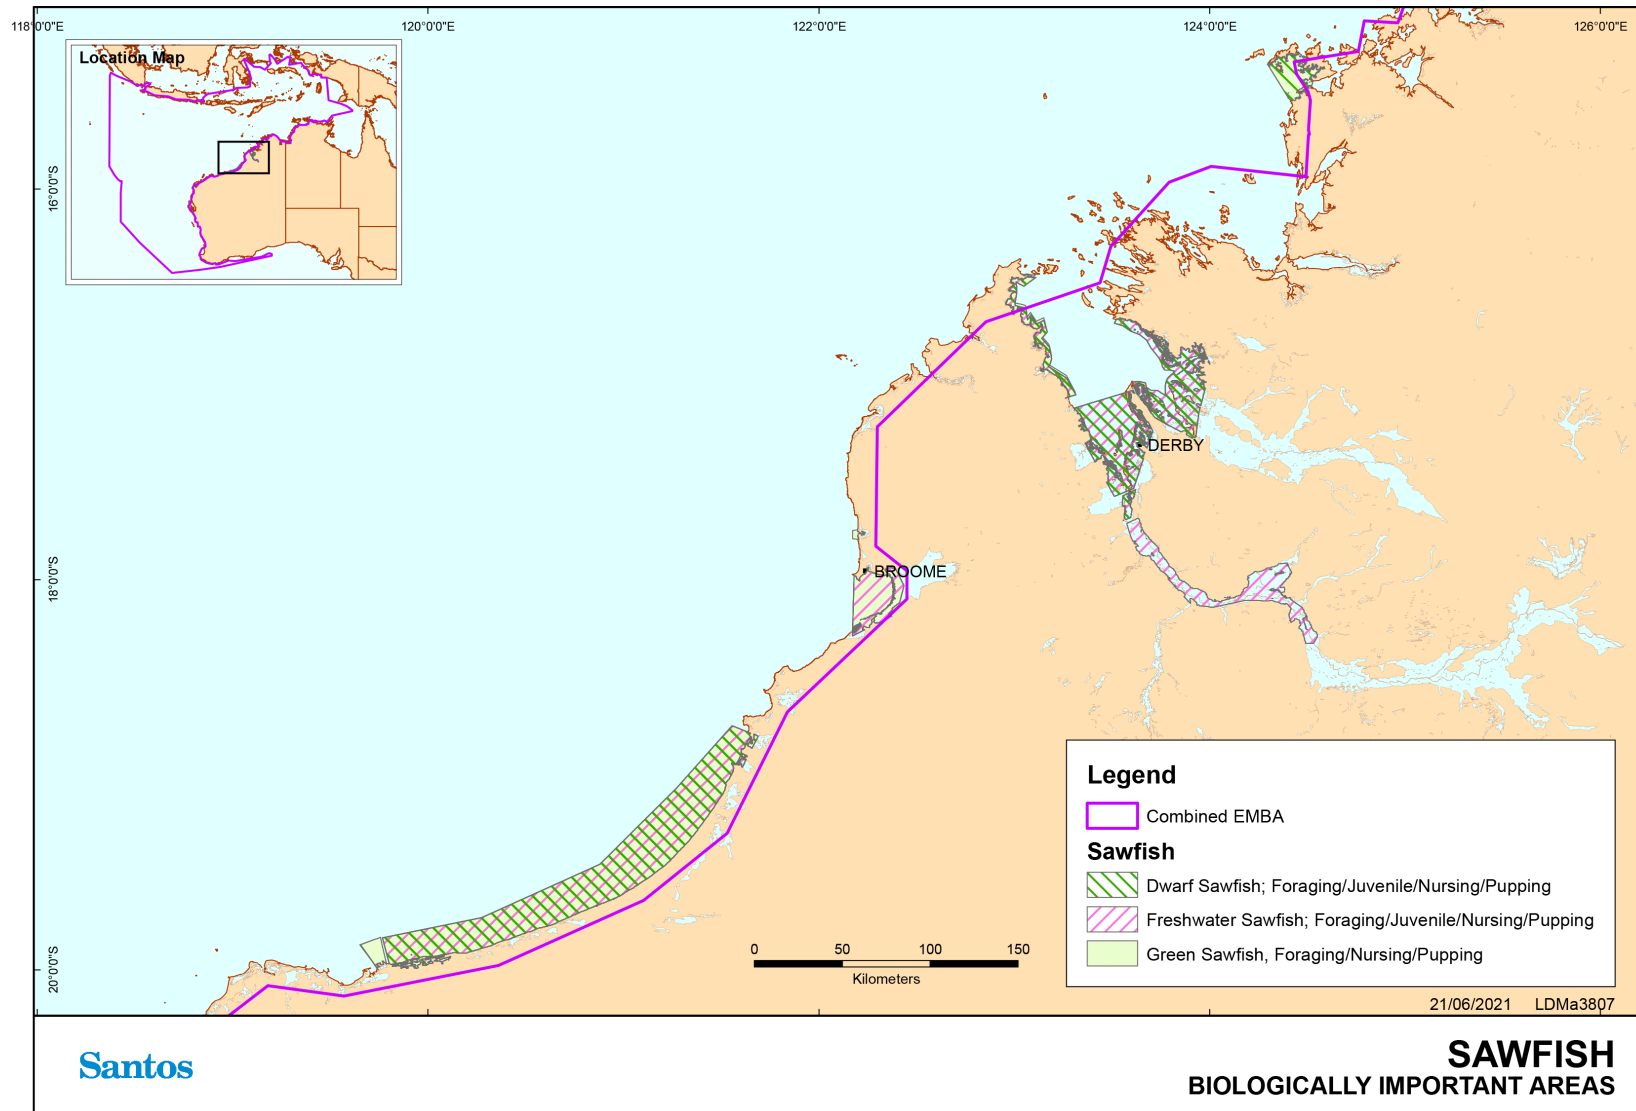 118°0'0"E
120°0'0"E
122°0'0"E
124°0'0"E
126°0'0"E
Location Map
16°0'0"S
DERBY
18°0'0"S
BROOME
Legend
Combined EMBA
Sawfish
Dwarf Sawfish; Foraging/Juvenile/Nursing/Pupping
Freshwater Sawfish; Foraging/Juvenile/Nursing/Pupping
Green Sawfish, Foraging/Nursing/Pupping
0 50 100 150
Kilometers
20°0'0"S
21/06/2021 LDMa3807
Santos
SAWFISH
BIOLOGICALLY IMPORTANT AREAS